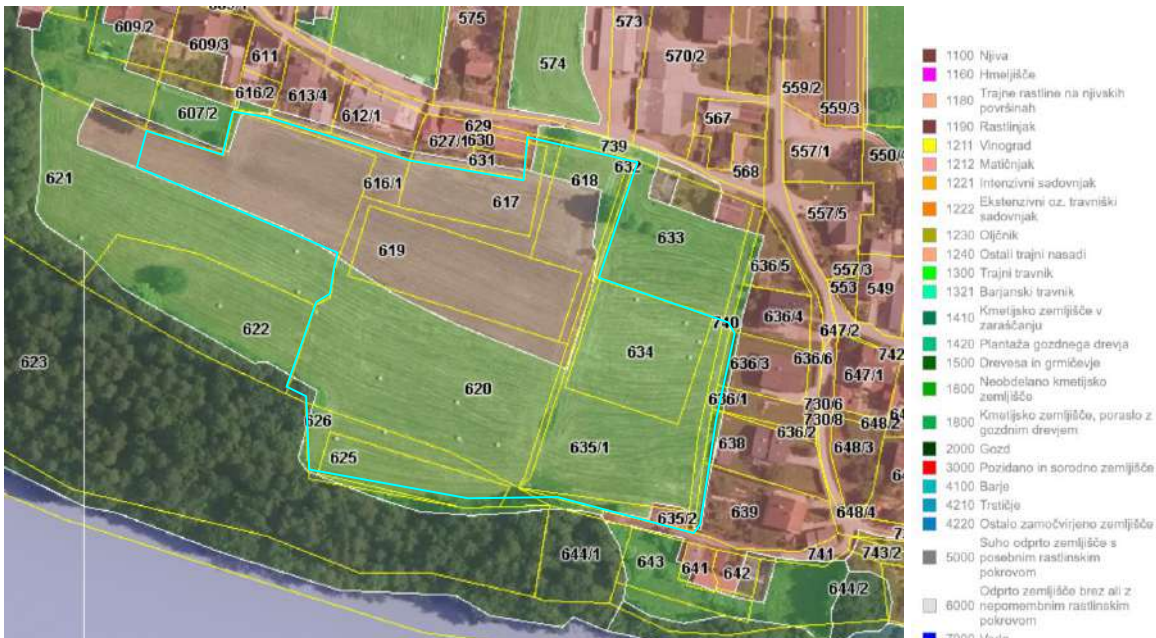 575
573
609/2
609/3
611
574
570/2
559/2
616/2
613/4
559/3
607/2
612/1
629
567
627/1
630
739
557/1
550/4
631
632
568
621
616/1
618
617
557/5
633
619
636/5
557/3
553
549
622
740
636/4
647/2
742
623
634
636/3
636/6
647/1
620
636/1
730/6
626
730/8
648/2
636/2
625
635/1
638
648/3
635/2
639
648/4
644/1
643
641
642
741
743/2
644/2
1100 Njiva
1160 Hmeljišče
1180 Trajne rastline na njivskih
površinah
1190 Rastlinjak
1211 Vinograd
1212 Matičnjak
1221 Intenzivni sadovnjak
1222 Ekstenzivni oz. travniški
sadovnjak
1230 Oljčnik
1240 Ostali trajni nasadi
1300 Trajni travnik
1321 Barjanski travnik
1410 Kmetijsko zemljišče v
zaraščanju
1420 Plantaža gozdnega drevja
1500 Drevesa in grmičevje
1600 Neobdelano kmetijsko
zemljišče
1800 Kmetijsko zemljišče, poraslo z
gozdnim drevjem
2000 Gozd
3000 Pozidano in sorodno zemljišče
4100 Barje
4210 Trstičje
4220 Ostalo zamočvirjeno zemljišče
5000 Suho odprto zemljišče s
posebnim rastlinskim
pokrovom
6000 Odprto zemljišče brez ali z
nepomembnim rastlinskim
pokrovom